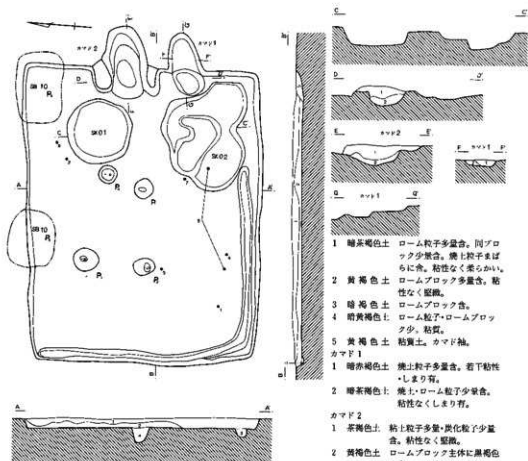 カマド2
カマド1
SB10
P₁
SK01
SK02
SB10
カマド2
カマド1
カマド1
1 暗茶褐色土 ローム粒子多量含。同ブロ
ック少量含。焼土粒子まば
らに含。粘性なく柔らかい。
2 黄褐色土 ロームブロック多量含。粘
性なく堅緻。
3 暗褐色土 ロームブロック含。
4 暗黄褐色土 ローム粒子・ロームブロッ
ク少。粘質。
5 黄褐色土 粘質土。カマド袖。
カマド1
1 暗赤褐色土 焼土粒子多量含。若干粘性
・しまり有。
2 暗茶褐色土 焼土・ローム粒子少量含。
粘性なくしまり有。
カマド2
1 茶褐色土 粘土粒子多量・炭化粒子少量
含。粘性なく堅緻。
2 黄褐色土 ロームブロック主体に黒褐色